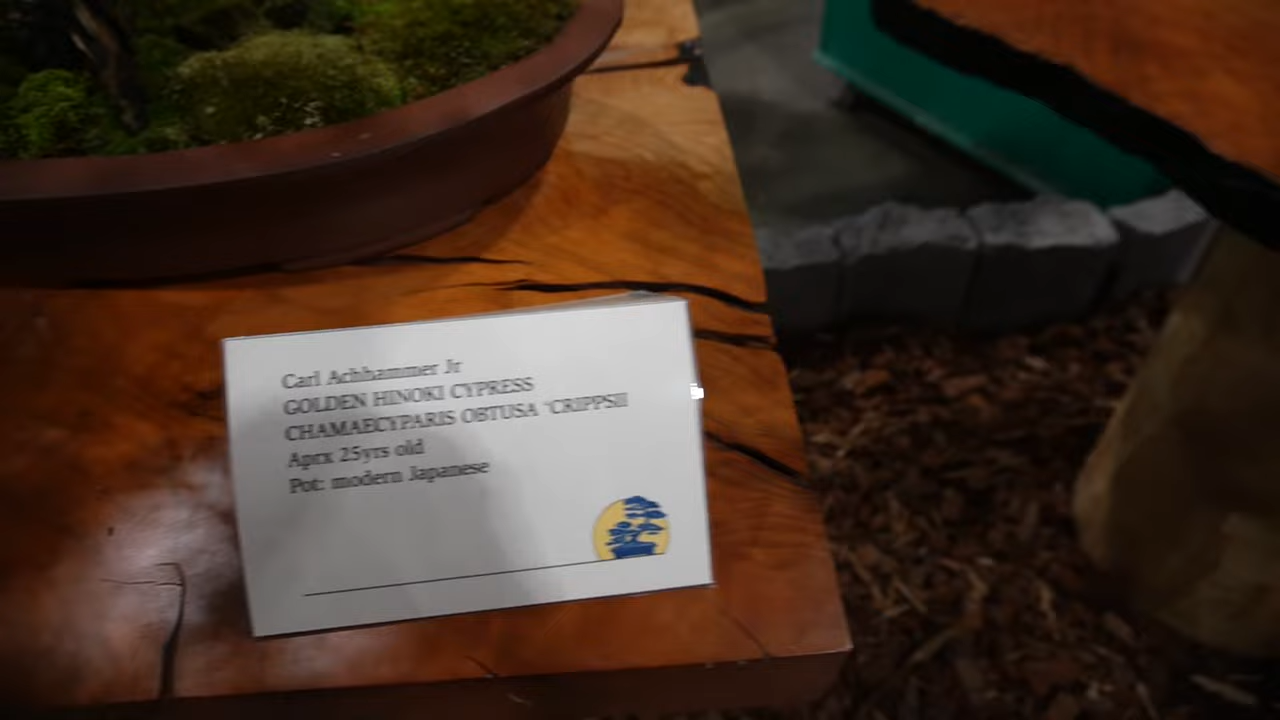 Carl Achhammer Jr
GOLDEN HINOKI CYPRESS
CHAMAECYPARIS OBTUSA 'CRIPPSII
Aprx 25yrs old
Pot: modern Japanese